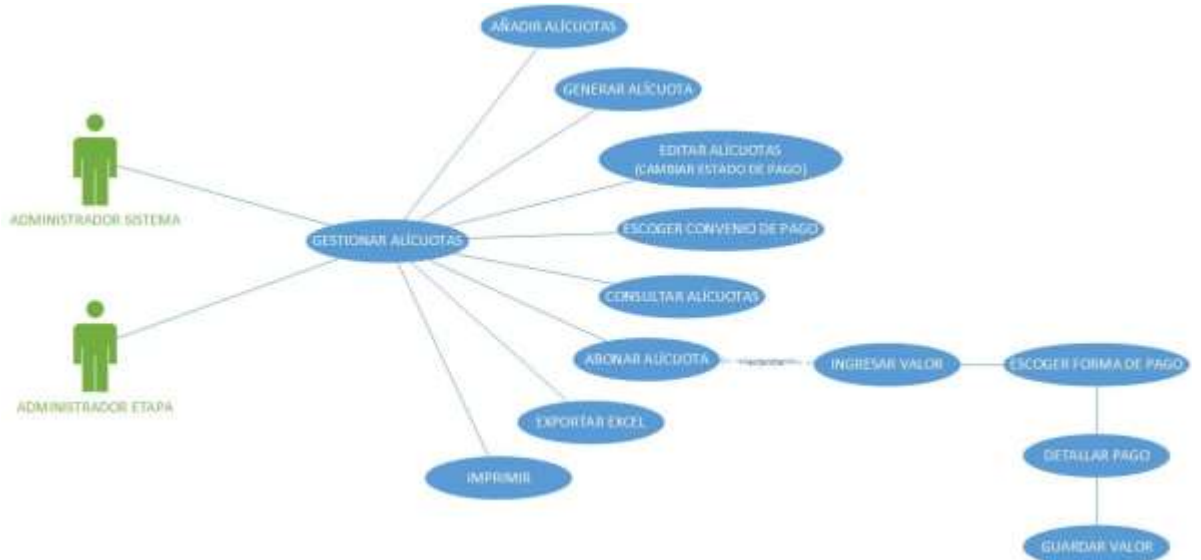 AÑADIR ALÍCUOTAS
GENERAR ALÍCUOTA
EDITAR ALÍCUOTAS
(CAMBIAR ESTADO DE PAGO)
ADMINISTRADOR SISTEMA
GESTIONAR ALÍCUOTAS
ESCOGER CONVENIO DE PAGO
CONSULTAR ALÍCUOTAS
ABONAR ALÍCUOTA
INGRESAR VALOR
ESCOGER FORMA DE PAGO
ADMINISTRADOR ETAPA
EXPORTAR EXCEL
DETALLAR PAGO
IMPRIMIR
GUARDAR VALOR